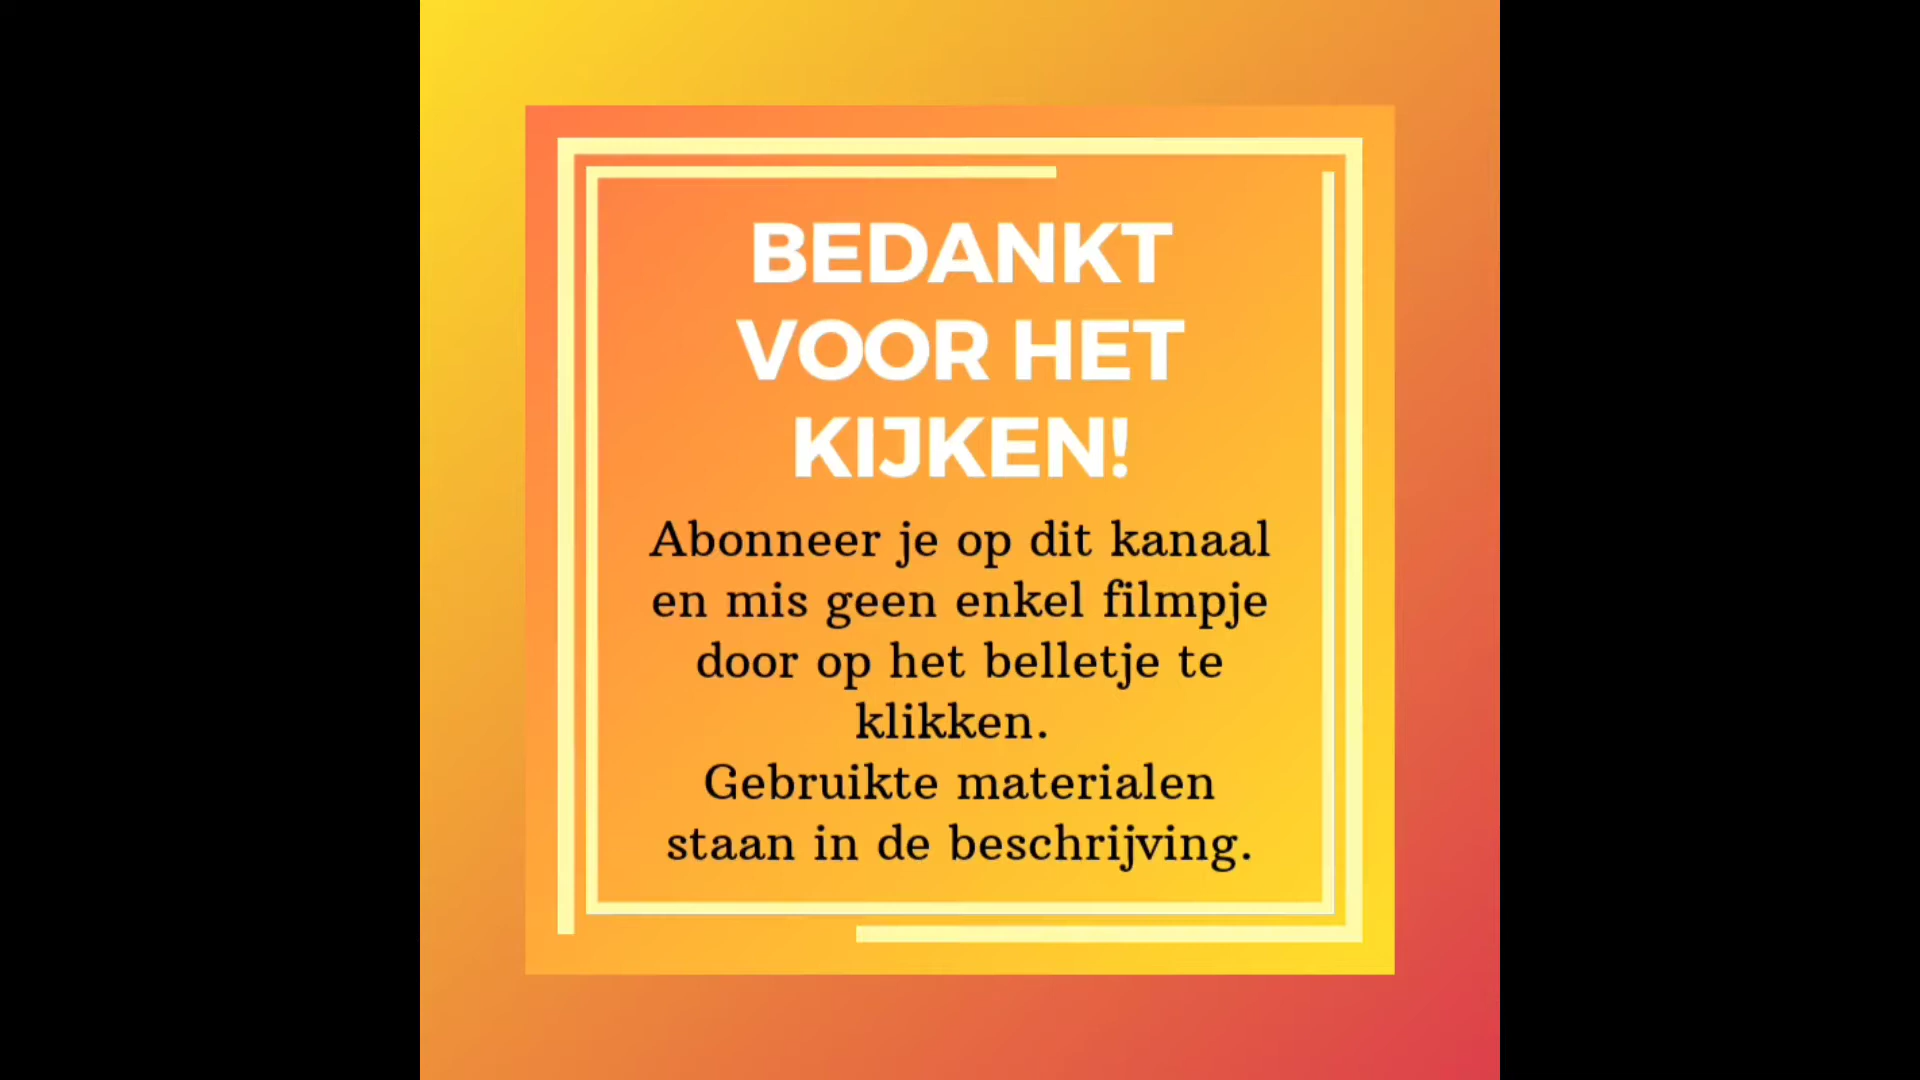 BEDANKT
VOOR HET
KIJKEN!
Abonneer je op dit kanaal
en mis geen enkel filmpje
door op het belletje te
klikken.
Gebruikte materialen
staan in de beschrijving.